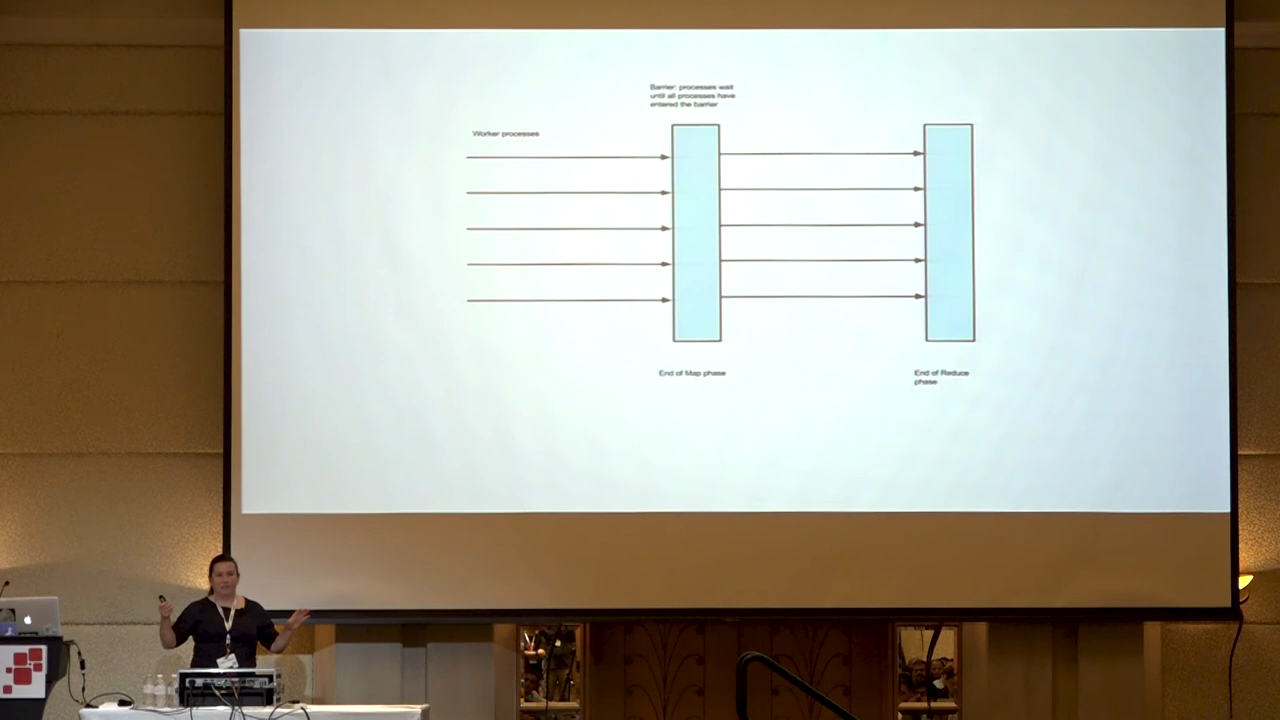 Barrier: processes wait
until all processes have
entered the barrier
Worker processes
End of Map phase
End of Reduce
phase